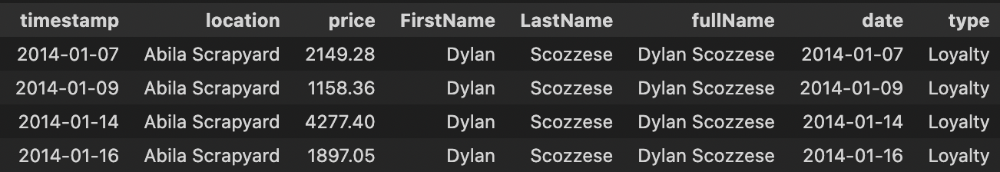 timestamp location price FirstName LastName fullName date type
2014-01-07 Abila Scrapyard 2149.28 Dylan Scozzese Dylan Scozzese 2014-01-07 Loyalty
2014-01-09 Abila Scrapyard 1158.36 Dylan Scozzese Dylan Scozzese 2014-01-09 Loyalty
2014-01-14 Abila Scrapyard 4277.40 Dylan Scozzese Dylan Scozzese 2014-01-14 Loyalty
2014-01-16 Abila Scrapyard 1897.05 Dylan Scozzese Dylan Scozzese 2014-01-16 Loyalty